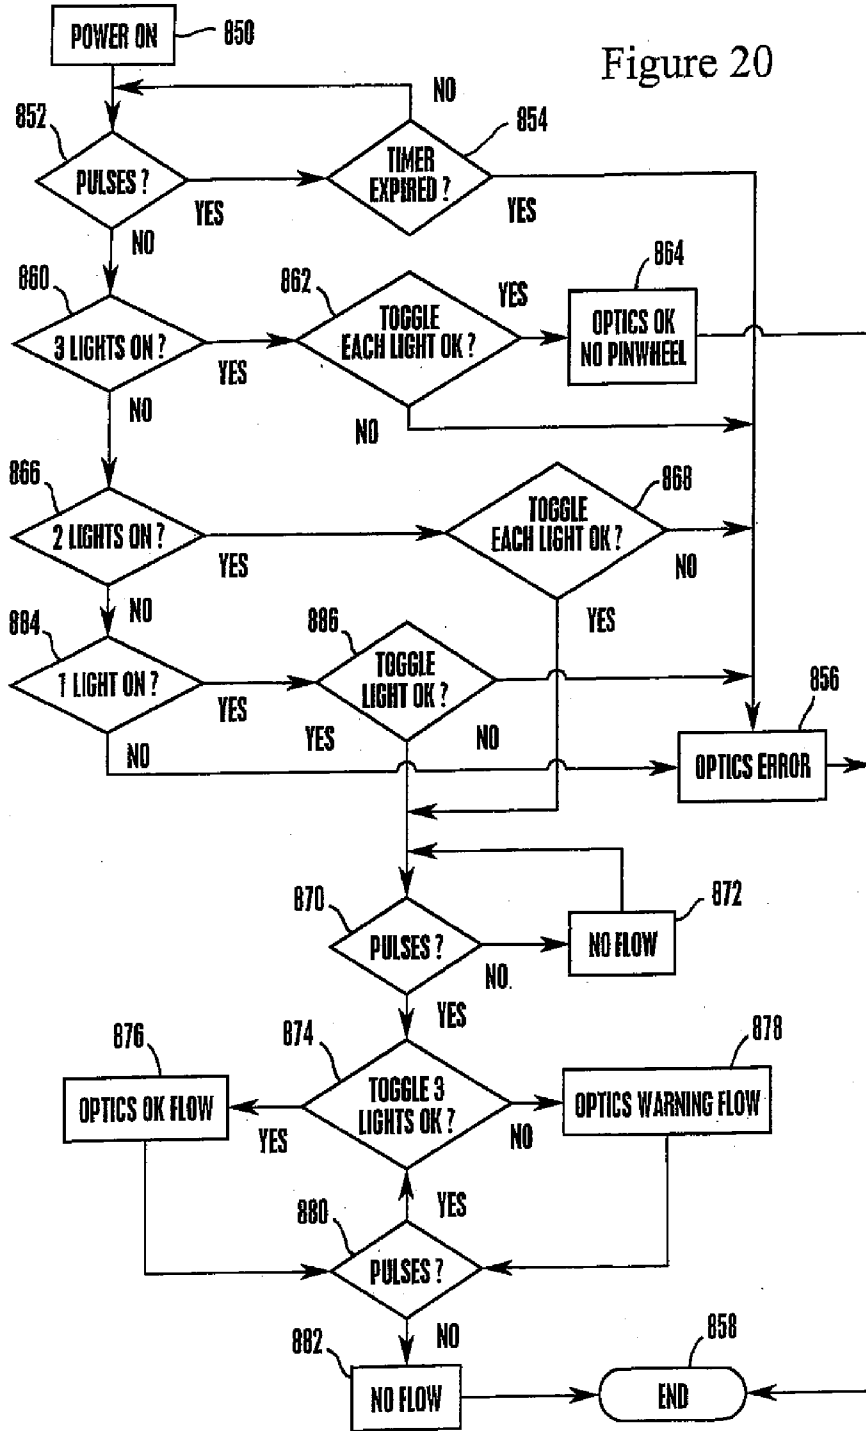 POWER ON
850
Figure 20
NO
852
854
PULSES ?
TIMER
EXPIRED ?
YES
YES
NO
860
862
864
YES
3 LIGHTS ON ?
TOGGLE
EACH LIGHT OK ?
OPTICS OK
NO PINWHEEL
YES
NO
NO
866
868
2 LIGHTS ON ?
TOGGLE
EACH LIGHT OK ?
YES
NO
NO
YES
884
886
1 LIGHT ON ?
TOGGLE
LIGHT OK ?
856
YES
YES
NO
NO
OPTICS ERROR
870
872
PULSES ?
NO FLOW
NO
YES
876
874
878
OPTICS OK FLOW
TOGGLE 3
LIGHTS OK ?
OPTICS WARNING FLOW
YES
NO
880
YES
PULSES ?
882
NO
858
NO FLOW
END